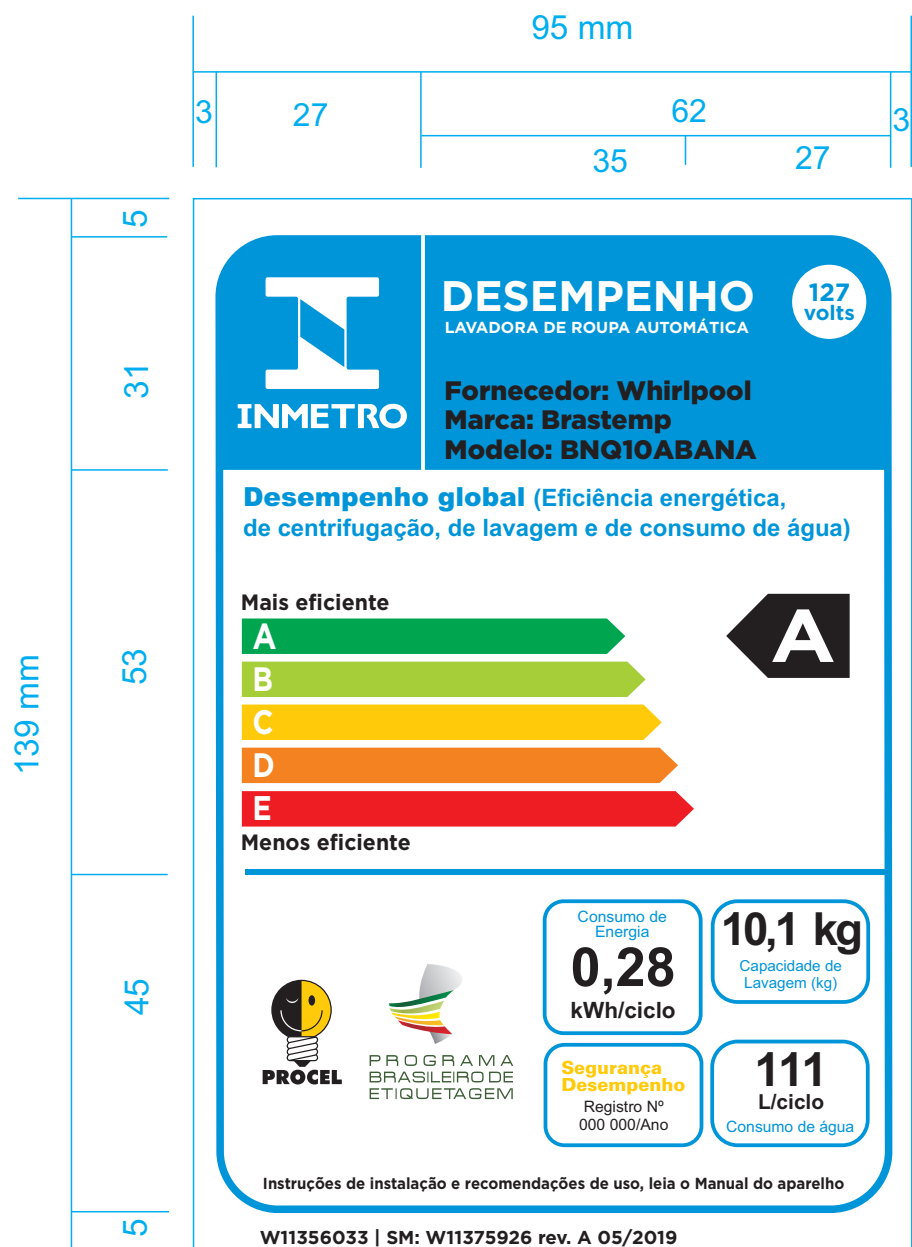 95 mm
3
27
62
3
35
27
5
31
53
139 mm
45
5
INMETRO
DESEMPENHO
LAVADORA DE ROUPA AUTOMÁTICA
127
volts
Fornecedor: Whirlpool
Marca: Brastemp
Modelo: BNQ10ABANA
Desempenho global (Eficiência energética,
de centrifugação, de lavagem e de consumo de água)
Mais eficiente
A
A
B
C
D
E
Menos eficiente
Consumo de
Energia
0,28
kWh/ciclo
10,1 kg
Capacidade de
Lavagem (kg)
PROCEL
PROGRAMA
BRASILEIRO DE
ETIQUETAGEM
Segurança
Desempenho
Registro Nº
000 000/Ano
111
L/ciclo
Consumo de água
Instruções de instalação e recomendações de uso, leia o Manual do aparelho
W11356033 | SM: W11375926 rev. A 05/2019